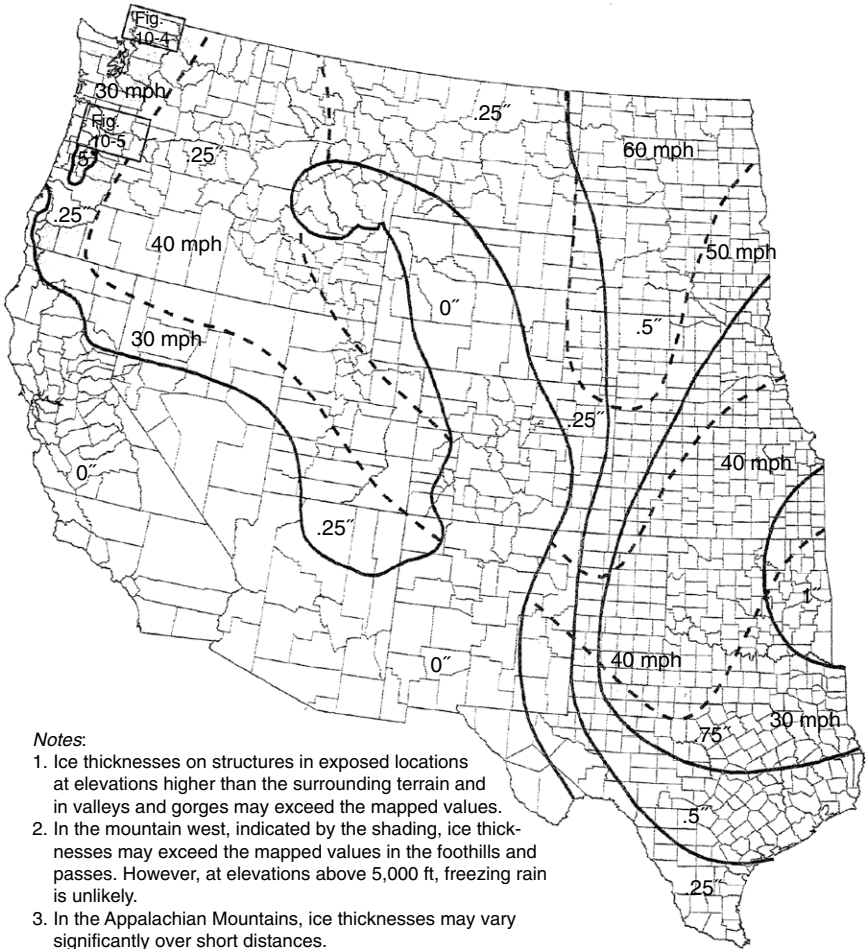 Fig.
10-4
30 mph
.25″
60 mph
Fig.
10-5
.25″
.5″
.25″
40 mph
50 mph
0″
30 mph
.5″
.25″
40 mph
0″
.25″
1″
0″
40 mph
30 mph
.75″
.5″
.25″
Notes:
1. Ice thicknesses on structures in exposed locations
at elevations higher than the surrounding terrain and
in valleys and gorges may exceed the mapped values.
2. In the mountain west, indicated by the shading, ice thick-
nesses may exceed the mapped values in the foothills and
passes. However, at elevations above 5,000 ft, freezing rain
is unlikely.
3. In the Appalachian Mountains, ice thicknesses may vary
significantly over short distances.